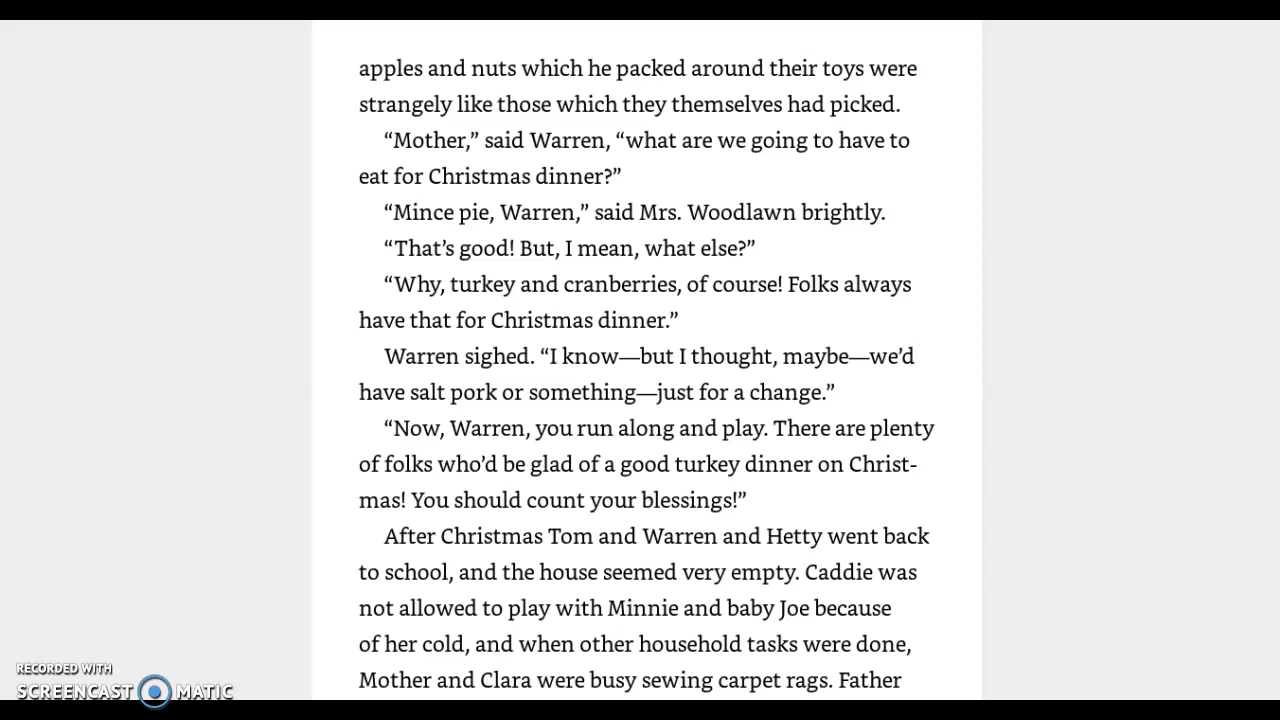 apples and nuts which he packed around their toys were
strangely like those which they themselves had picked.
“Mother,” said Warren, “what are we going to have to
eat for Christmas dinner?”
“Mince pie, Warren,” said Mrs. Woodlawn brightly.
“That’s good! But, I mean, what else?”
“Why, turkey and cranberries, of course! Folks always
have that for Christmas dinner.”
Warren sighed. “I know—but I thought, maybe—we’d
have salt pork or something—just for a change.”
“Now, Warren, you run along and play. There are plenty
of folks who’d be glad of a good turkey dinner on Christ-
mas! You should count your blessings!”
After Christmas Tom and Warren and Hetty went back
to school, and the house seemed very empty. Caddie was
not allowed to play with Minnie and baby Joe because
of her cold, and when other household tasks were done,
Mother and Clara were busy sewing carpet rags. Father
RECORDED WITH
SCREENCAST MATIC